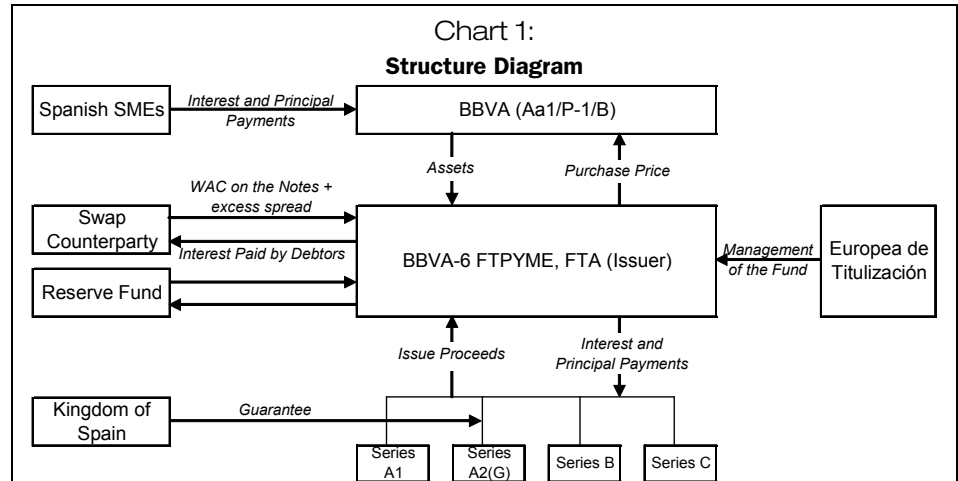 Chart 1:
Structure Diagram
Spanish SMEs
Interest and Principal
Payments
BBVA (Aa1/P-1/B)
Assets
Purchase Price
WAC on the Notes +
excess spread
Swap
Counterparty
Interest Paid by Debtors
BBVA-6 FTPYME, FTA (Issuer)
Management
of the Fund
Europea de
Titulización
Reserve Fund
Issue Proceeds
Interest and
Principal Payments
Kingdom of
Spain
Guarantee
Series
A1
Series
A2(G)
Series B
Series C